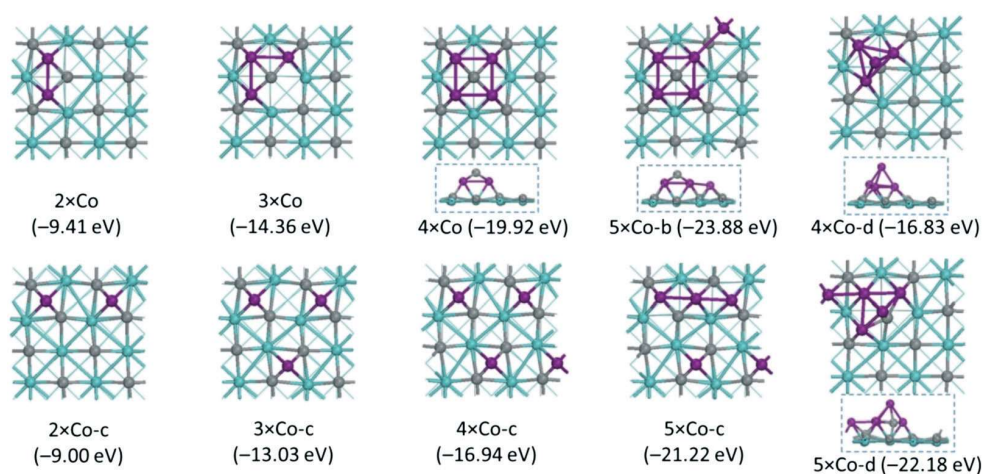 2×Co
(−9.41 eV)
3×Co
(−14.36 eV)
4×Co (−19.92 eV)
5×Co-b (−23.88 eV)
4×Co-d (−16.83 eV)
2×Co-c
(−9.00 eV)
3×Co-c
(−13.03 eV)
4×Co-c
(−16.94 eV)
5×Co-c
(−21.22 eV)
5×Co-d (−22.18 eV)